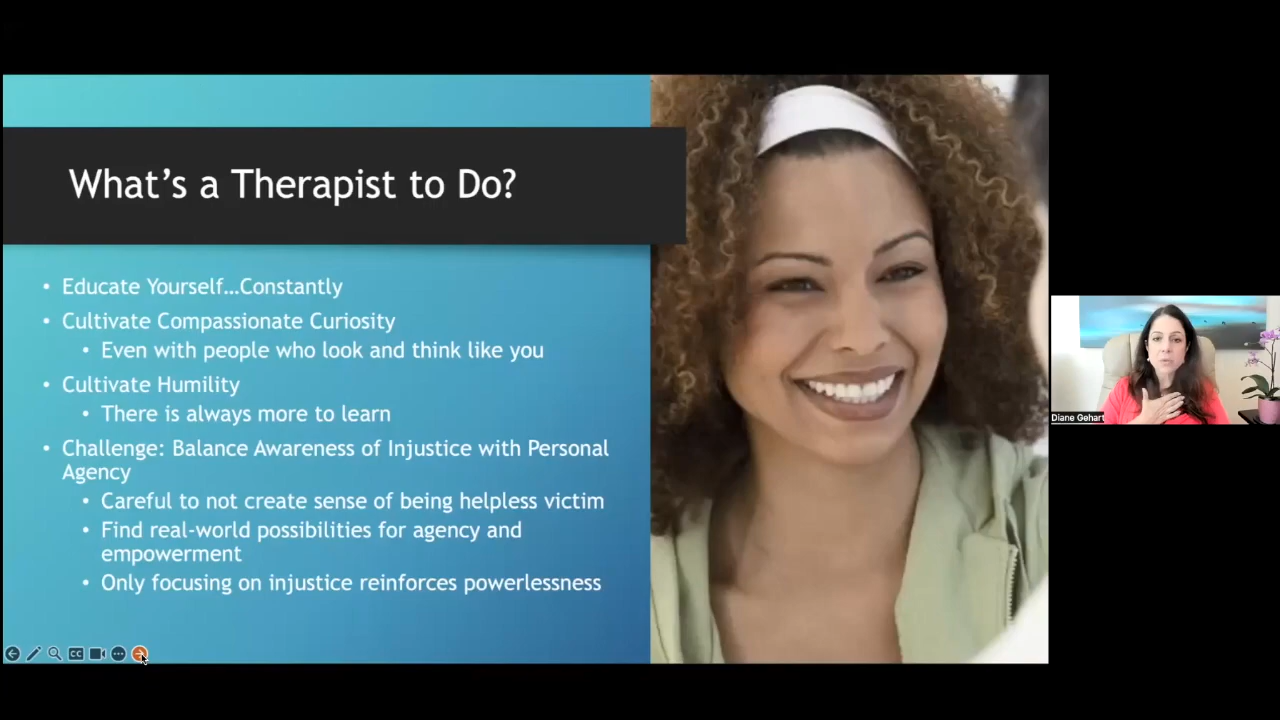 What's a Therapist to Do?
• Educate Yourself…Constantly
• Cultivate Compassionate Curiosity
• Even with people who look and think like you
• Cultivate Humility
• There is always more to learn
• Challenge: Balance Awareness of Injustice with Personal
Agency
• Careful to not create sense of being helpless victim
• Find real-world possibilities for agency and
empowerment
• Only focusing on injustice reinforces powerlessness
Diane Gehart
CC